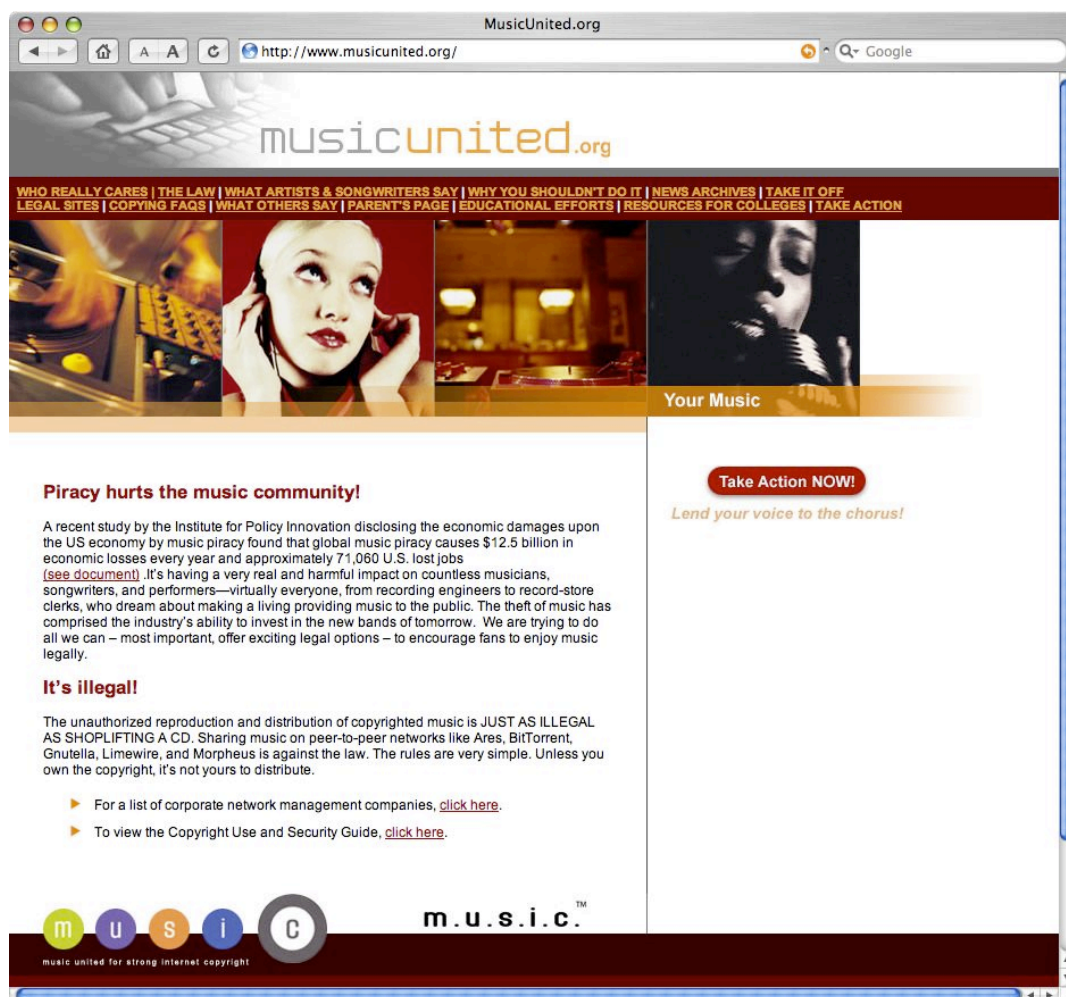 MusicUnited.org
A A
http://www.musicunited.org/
Google
musicunited.org
WHO REALLY CARES | THE LAW | WHAT ARTISTS & SONGWRITERS SAY | WHY YOU SHOULDN'T DO IT | NEWS ARCHIVES | TAKE IT OFF
LEGAL SITES | COPYING FAQS | WHAT OTHERS SAY | PARENT'S PAGE | EDUCATIONAL EFFORTS | RESOURCES FOR COLLEGES | TAKE ACTION
Your Music
Piracy hurts the music community!
A recent study by the Institute for Policy Innovation disclosing the economic damages upon
the US economy by music piracy found that global music piracy causes $12.5 billion in
economic losses every year and approximately 71,060 U.S. lost jobs
(see document) .It's having a very real and harmful impact on countless musicians,
songwriters, and performers—virtually everyone, from recording engineers to record-store
clerks, who dream about making a living providing music to the public. The theft of music has
comprised the industry's ability to invest in the new bands of tomorrow.  We are trying to do
all we can – most important, offer exciting legal options – to encourage fans to enjoy music
legally.
It's illegal!
The unauthorized reproduction and distribution of copyrighted music is JUST AS ILLEGAL
AS SHOPLIFTING A CD. Sharing music on peer-to-peer networks like Ares, BitTorrent,
Gnutella, Limewire, and Morpheus is against the law. The rules are very simple. Unless you
own the copyright, it's not yours to distribute.
For a list of corporate network management companies, click here.
To view the Copyright Use and Security Guide, click here.
Take Action NOW!
Lend your voice to the chorus!
m u s i c
music united for strong internet copyright
m.u.s.i.c.™